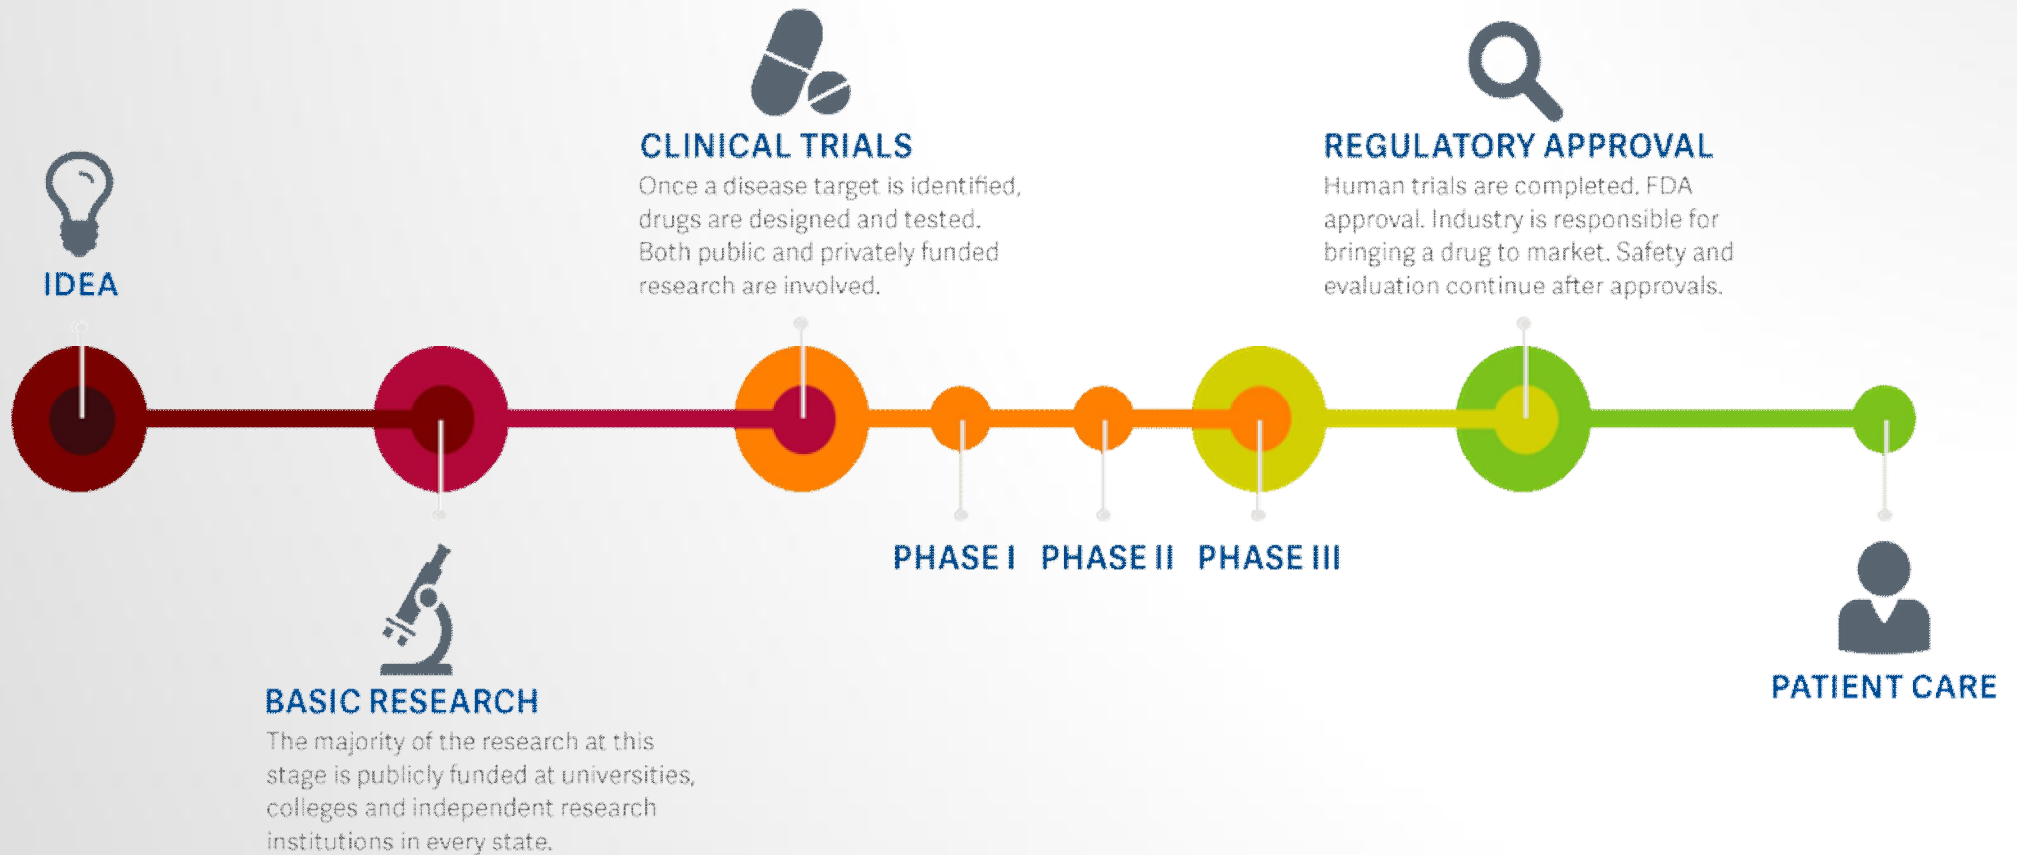 IDEA
BASIC RESEARCH
The majority of the research at this
stage is publicly funded at universities,
colleges and independent research
institutions in every state.
CLINICAL TRIALS
Once a disease target is identified,
drugs are designed and tested.
Both public and privately funded
research are involved.
PHASE I
PHASE II
PHASE III
REGULATORY APPROVAL
Human trials are completed. FDA
approval. Industry is responsible for
bringing a drug to market. Safety and
evaluation continue after approvals.
PATIENT CARE